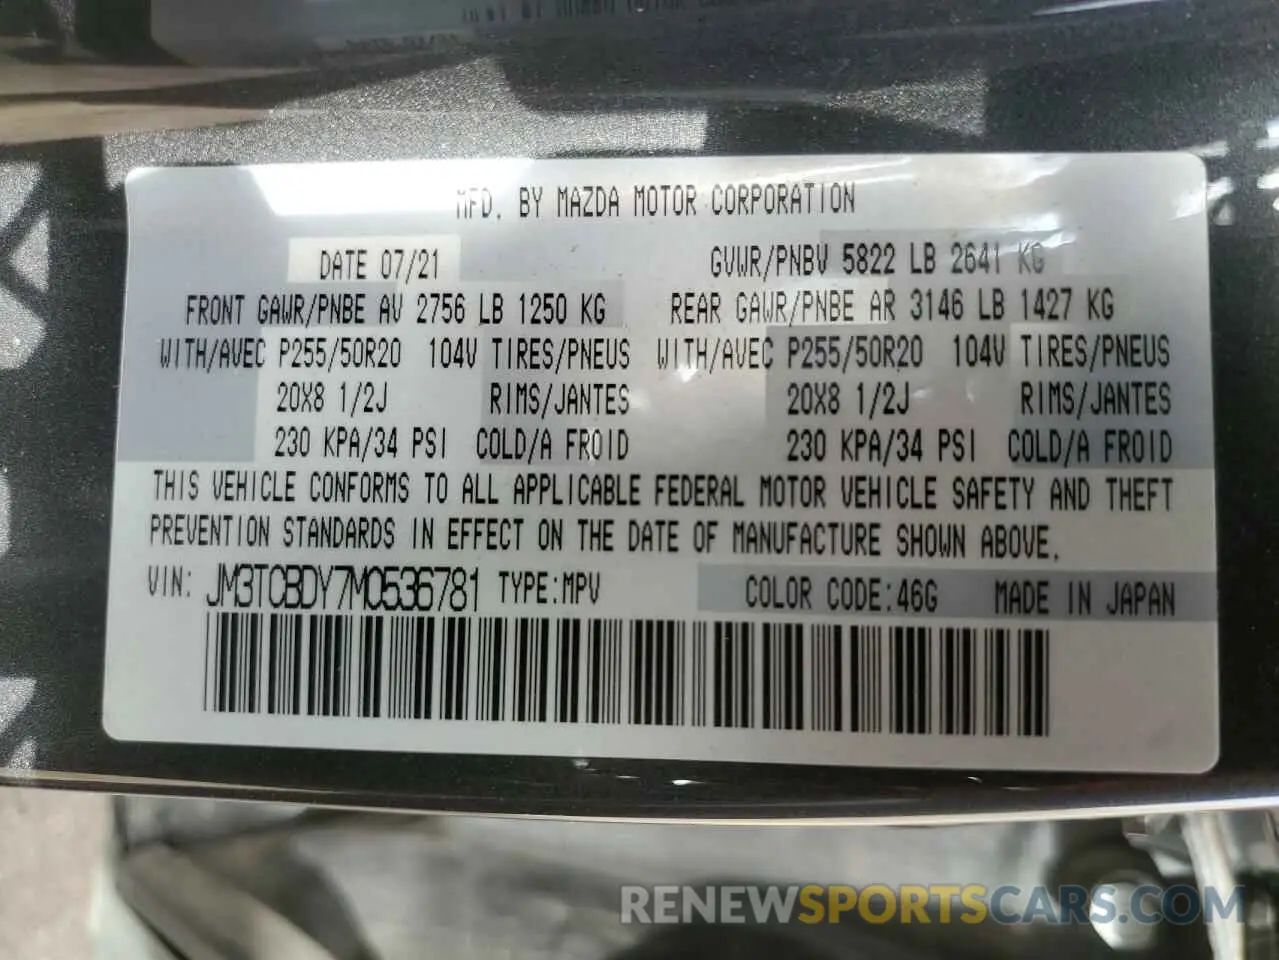 MFD. BY MAZDA MOTOR CORPORATION
DATE 07/21 GVWR/PNBV 5822 LB 2641 KG
FRONT GAWR/PNBE AV 2756 LB 1250 KG REAR GAWR/PNBE AR 3146 LB 1427 KG
WITH/AVEC P255/50R20 104V TIRES/PNEUS WITH/AVEC P255/50R20 104V TIRES/PNEUS
20X8 1/2J RIMS/JANTES 20X8 1/2J RIMS/JANTES
230 KPA/34 PSI COLD/A FROID 230 KPA/34 PSI COLD/A FROID
THIS VEHICLE CONFORMS TO ALL APPLICABLE FEDERAL MOTOR VEHICLE SAFETY AND THEFT
PREVENTION STANDARDS IN EFFECT ON THE DATE OF MANUFACTURE SHOWN ABOVE.
VIN: JM3TCBDY7M0536781 TYPE:MPV COLOR CODE:46G MADE IN JAPAN
RENEWSPORTSCARS.COM